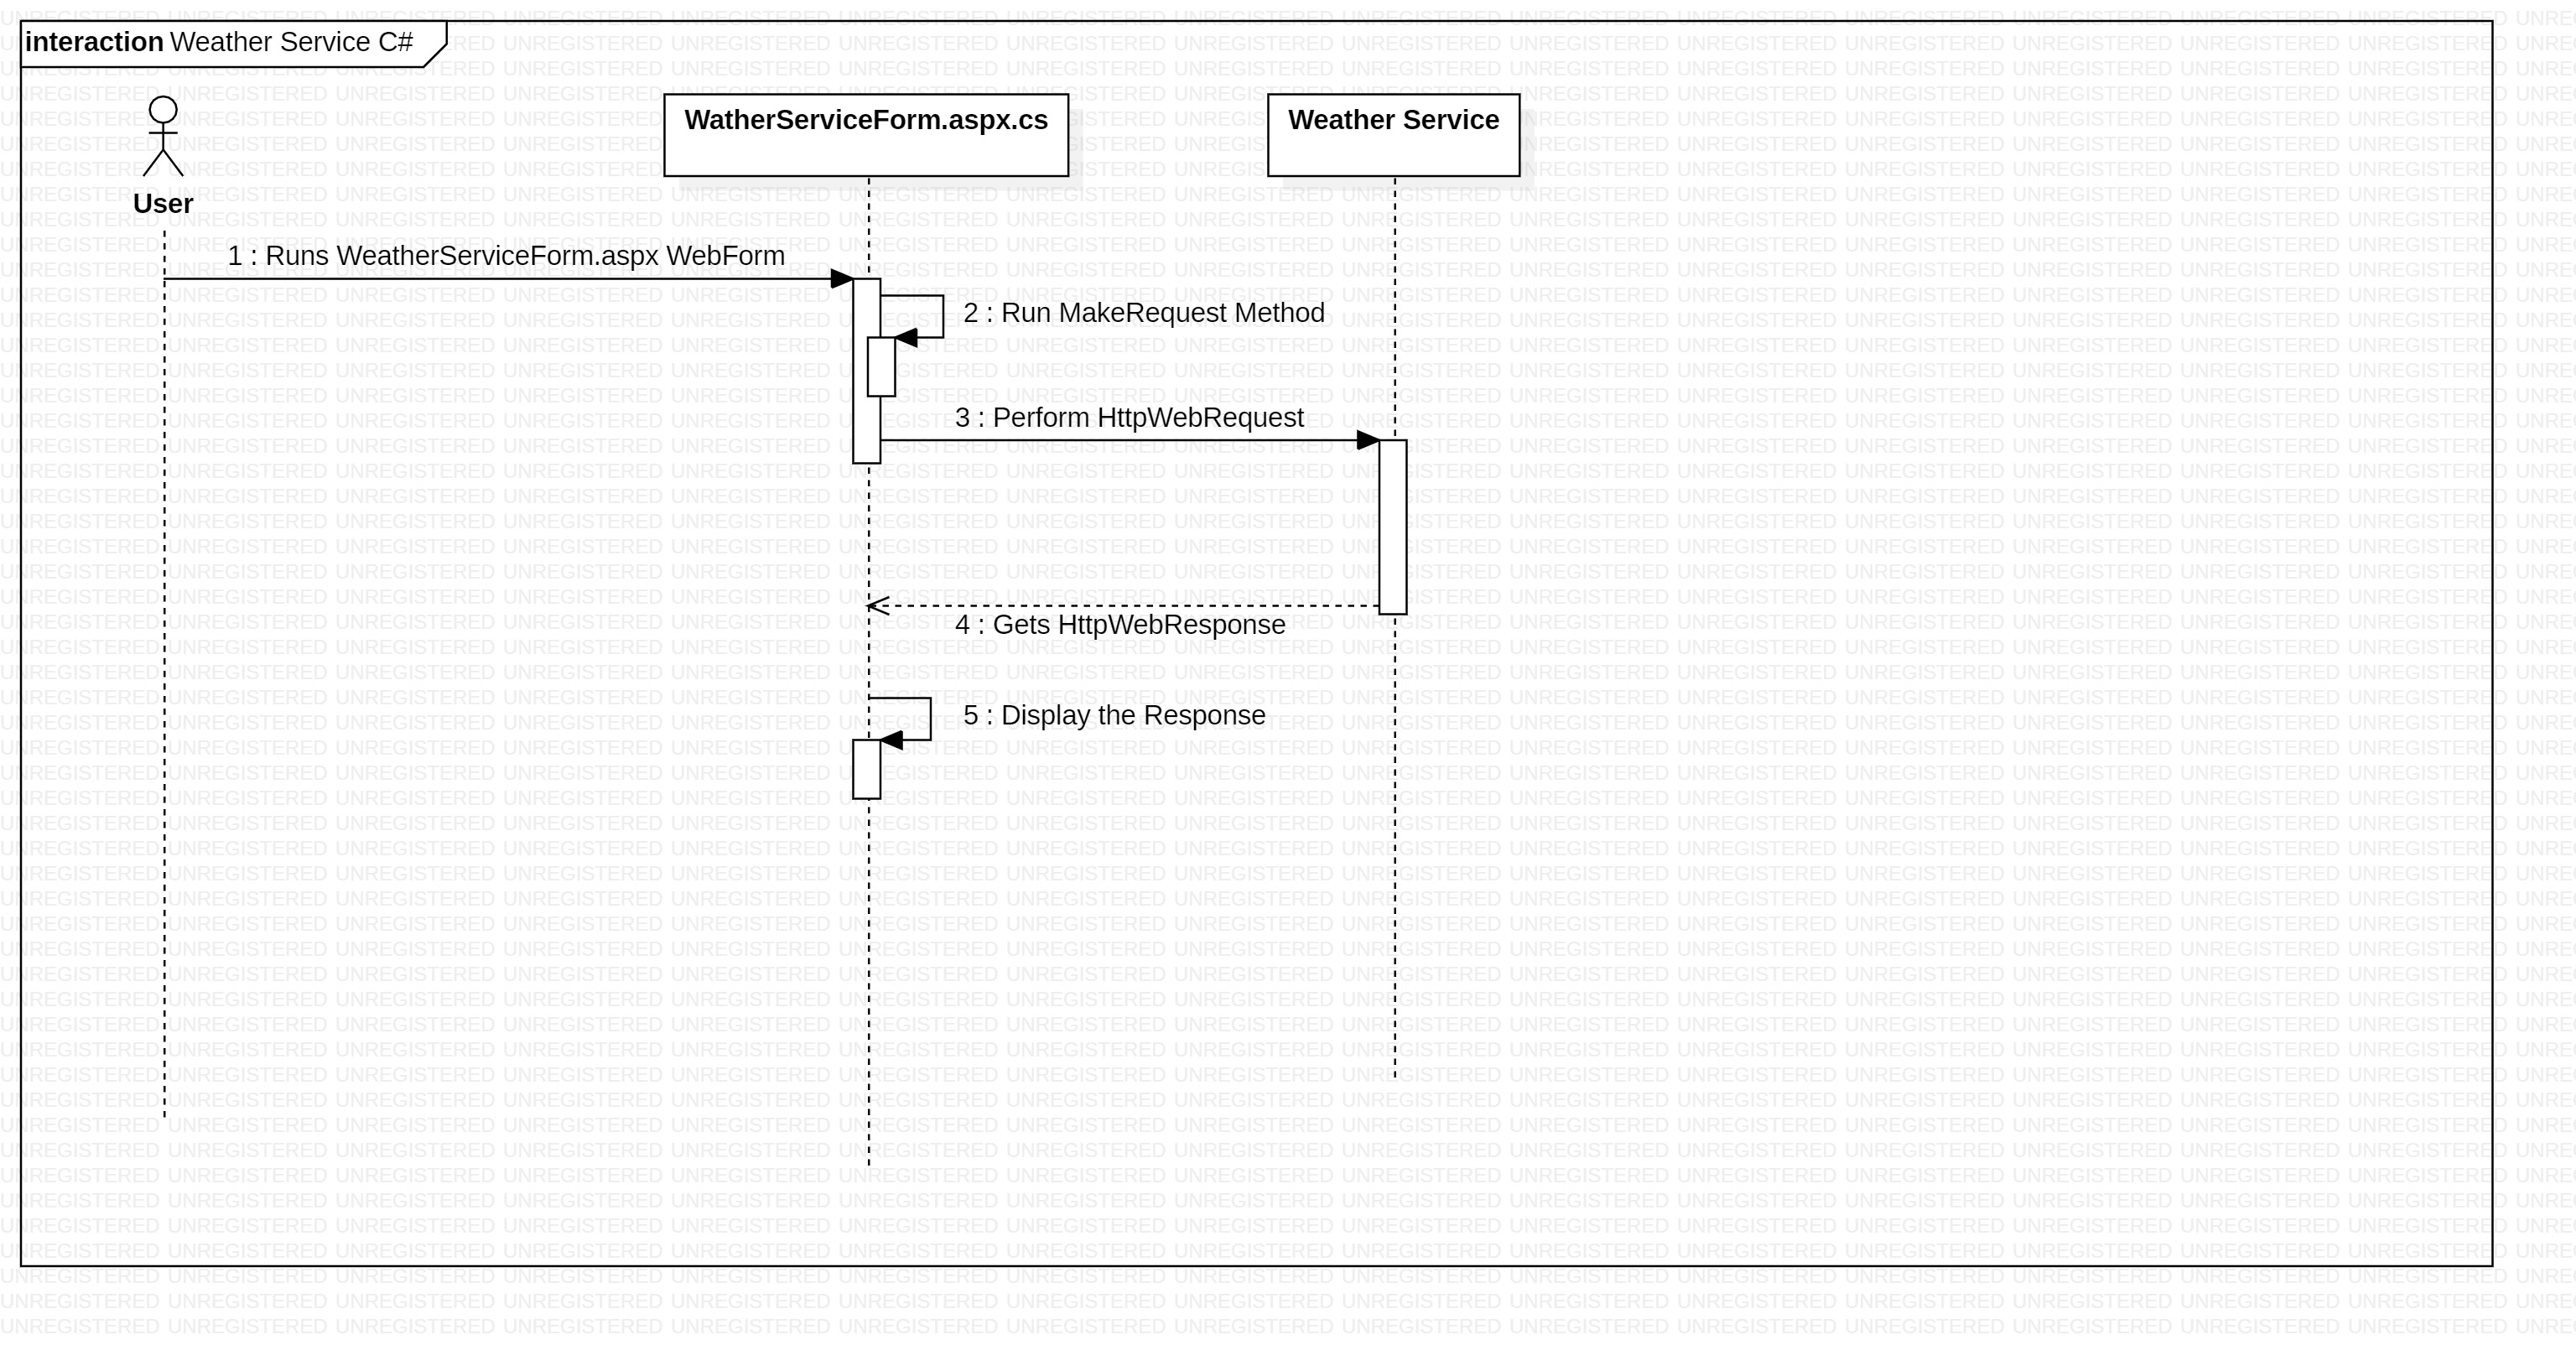 interaction Weather Service C#
WatherServiceForm.aspx.cs
Weather Service
User
1 : Runs WeatherServiceForm.aspx WebForm
2 : Run MakeRequest Method
3 : Perform HttpWebRequest
4 : Gets HttpWebResponse
5 : Display the Response
UNREGISTERED